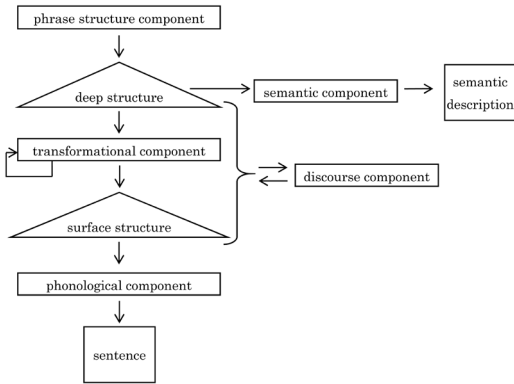 phrase structure component
deep structure
semantic component
semantic
description
transformational component
discourse component
surface structure
phonological component
sentence